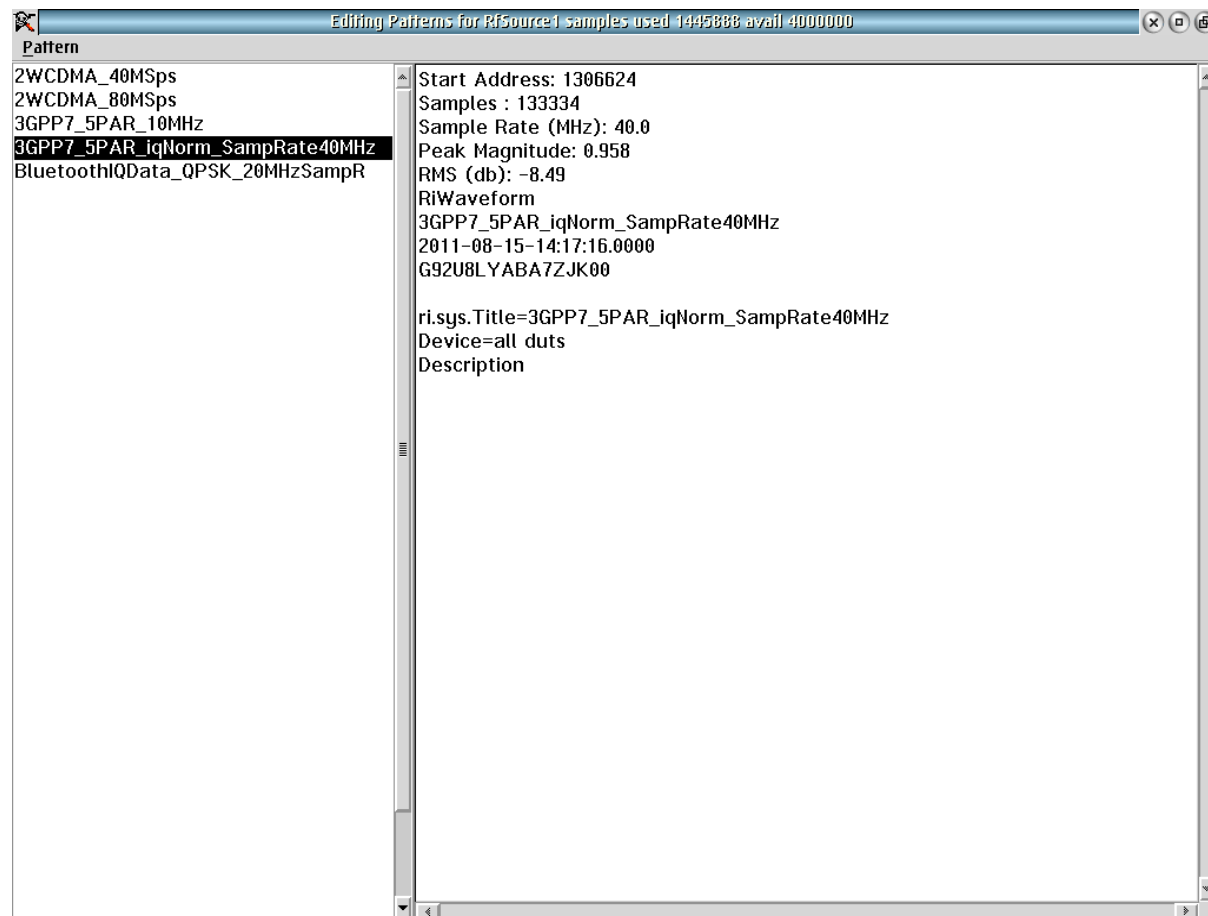 Editing Patterns for RfSource1 samples used 1445888 avail 4000000
Pattern
2WCDMA_40MSps
2WCDMA_80MSps
3GPP7_5PAR_10MHz
3GPP7_5PAR_iqNorm_SampRate40MHz
BluetoothIQData_QPSK_20MHzSampR
Start Address: 1306624
Samples : 133334
Sample Rate (MHz): 40.0
Peak Magnitude: 0.958
RMS (db): -8.49
RiWaveform
3GPP7_5PAR_iqNorm_SampRate40MHz
2011-08-15-14:17:16.0000
G92U8LYABA7ZJK00
ri.sys.Title=3GPP7_5PAR_iqNorm_SampRate40MHz
Device=all duts
Description